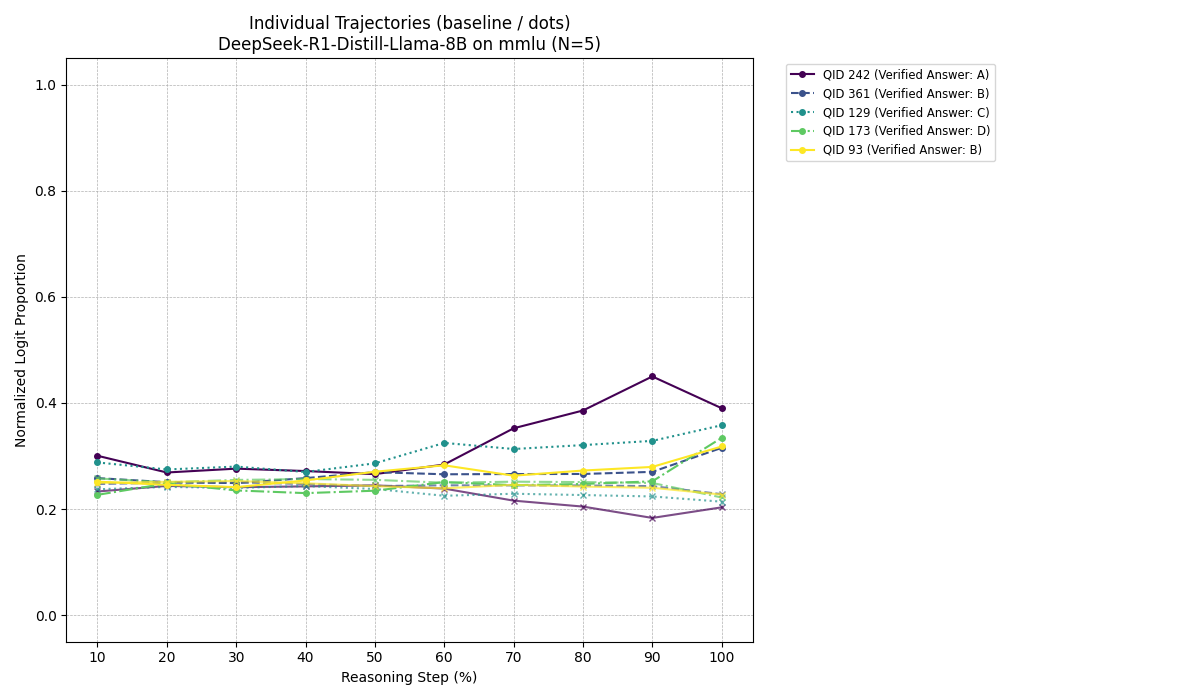 Individual Trajectories (baseline / dots)
DeepSeek-R1-Distill-Llama-8B on mmlu (N=5)
Normalized Logit Proportion
1.0
0.8
0.6
0.4
0.2
0.0
10 20 30 40 50 60 70 80 90 100
Reasoning Step (%)
QID 242 (Verified Answer: A)
QID 361 (Verified Answer: B)
QID 129 (Verified Answer: C)
QID 173 (Verified Answer: D)
QID 93 (Verified Answer: B)